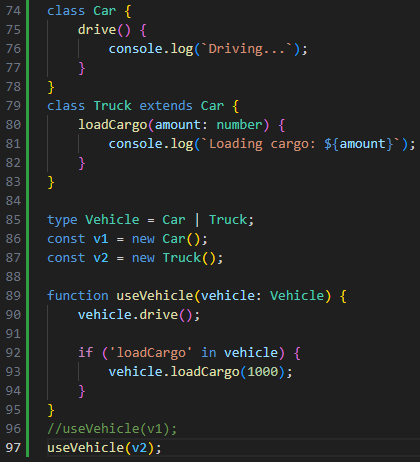 74 class Car {
75     drive() {
76         console.log(`Driving...`);
77     }
78 }
79 class Truck extends Car {
80     loadCargo(amount: number) {
81         console.log(`Loading cargo: ${amount}`);
82     }
83 }
84
85 type Vehicle = Car | Truck;
86 const v1 = new Car();
87 const v2 = new Truck();
88
89 function useVehicle(vehicle: Vehicle) {
90     vehicle.drive();
91
92     if ('loadCargo' in vehicle) {
93         vehicle.loadCargo(1000);
94     }
95 }
96 //useVehicle(v1);
97 useVehicle(v2);